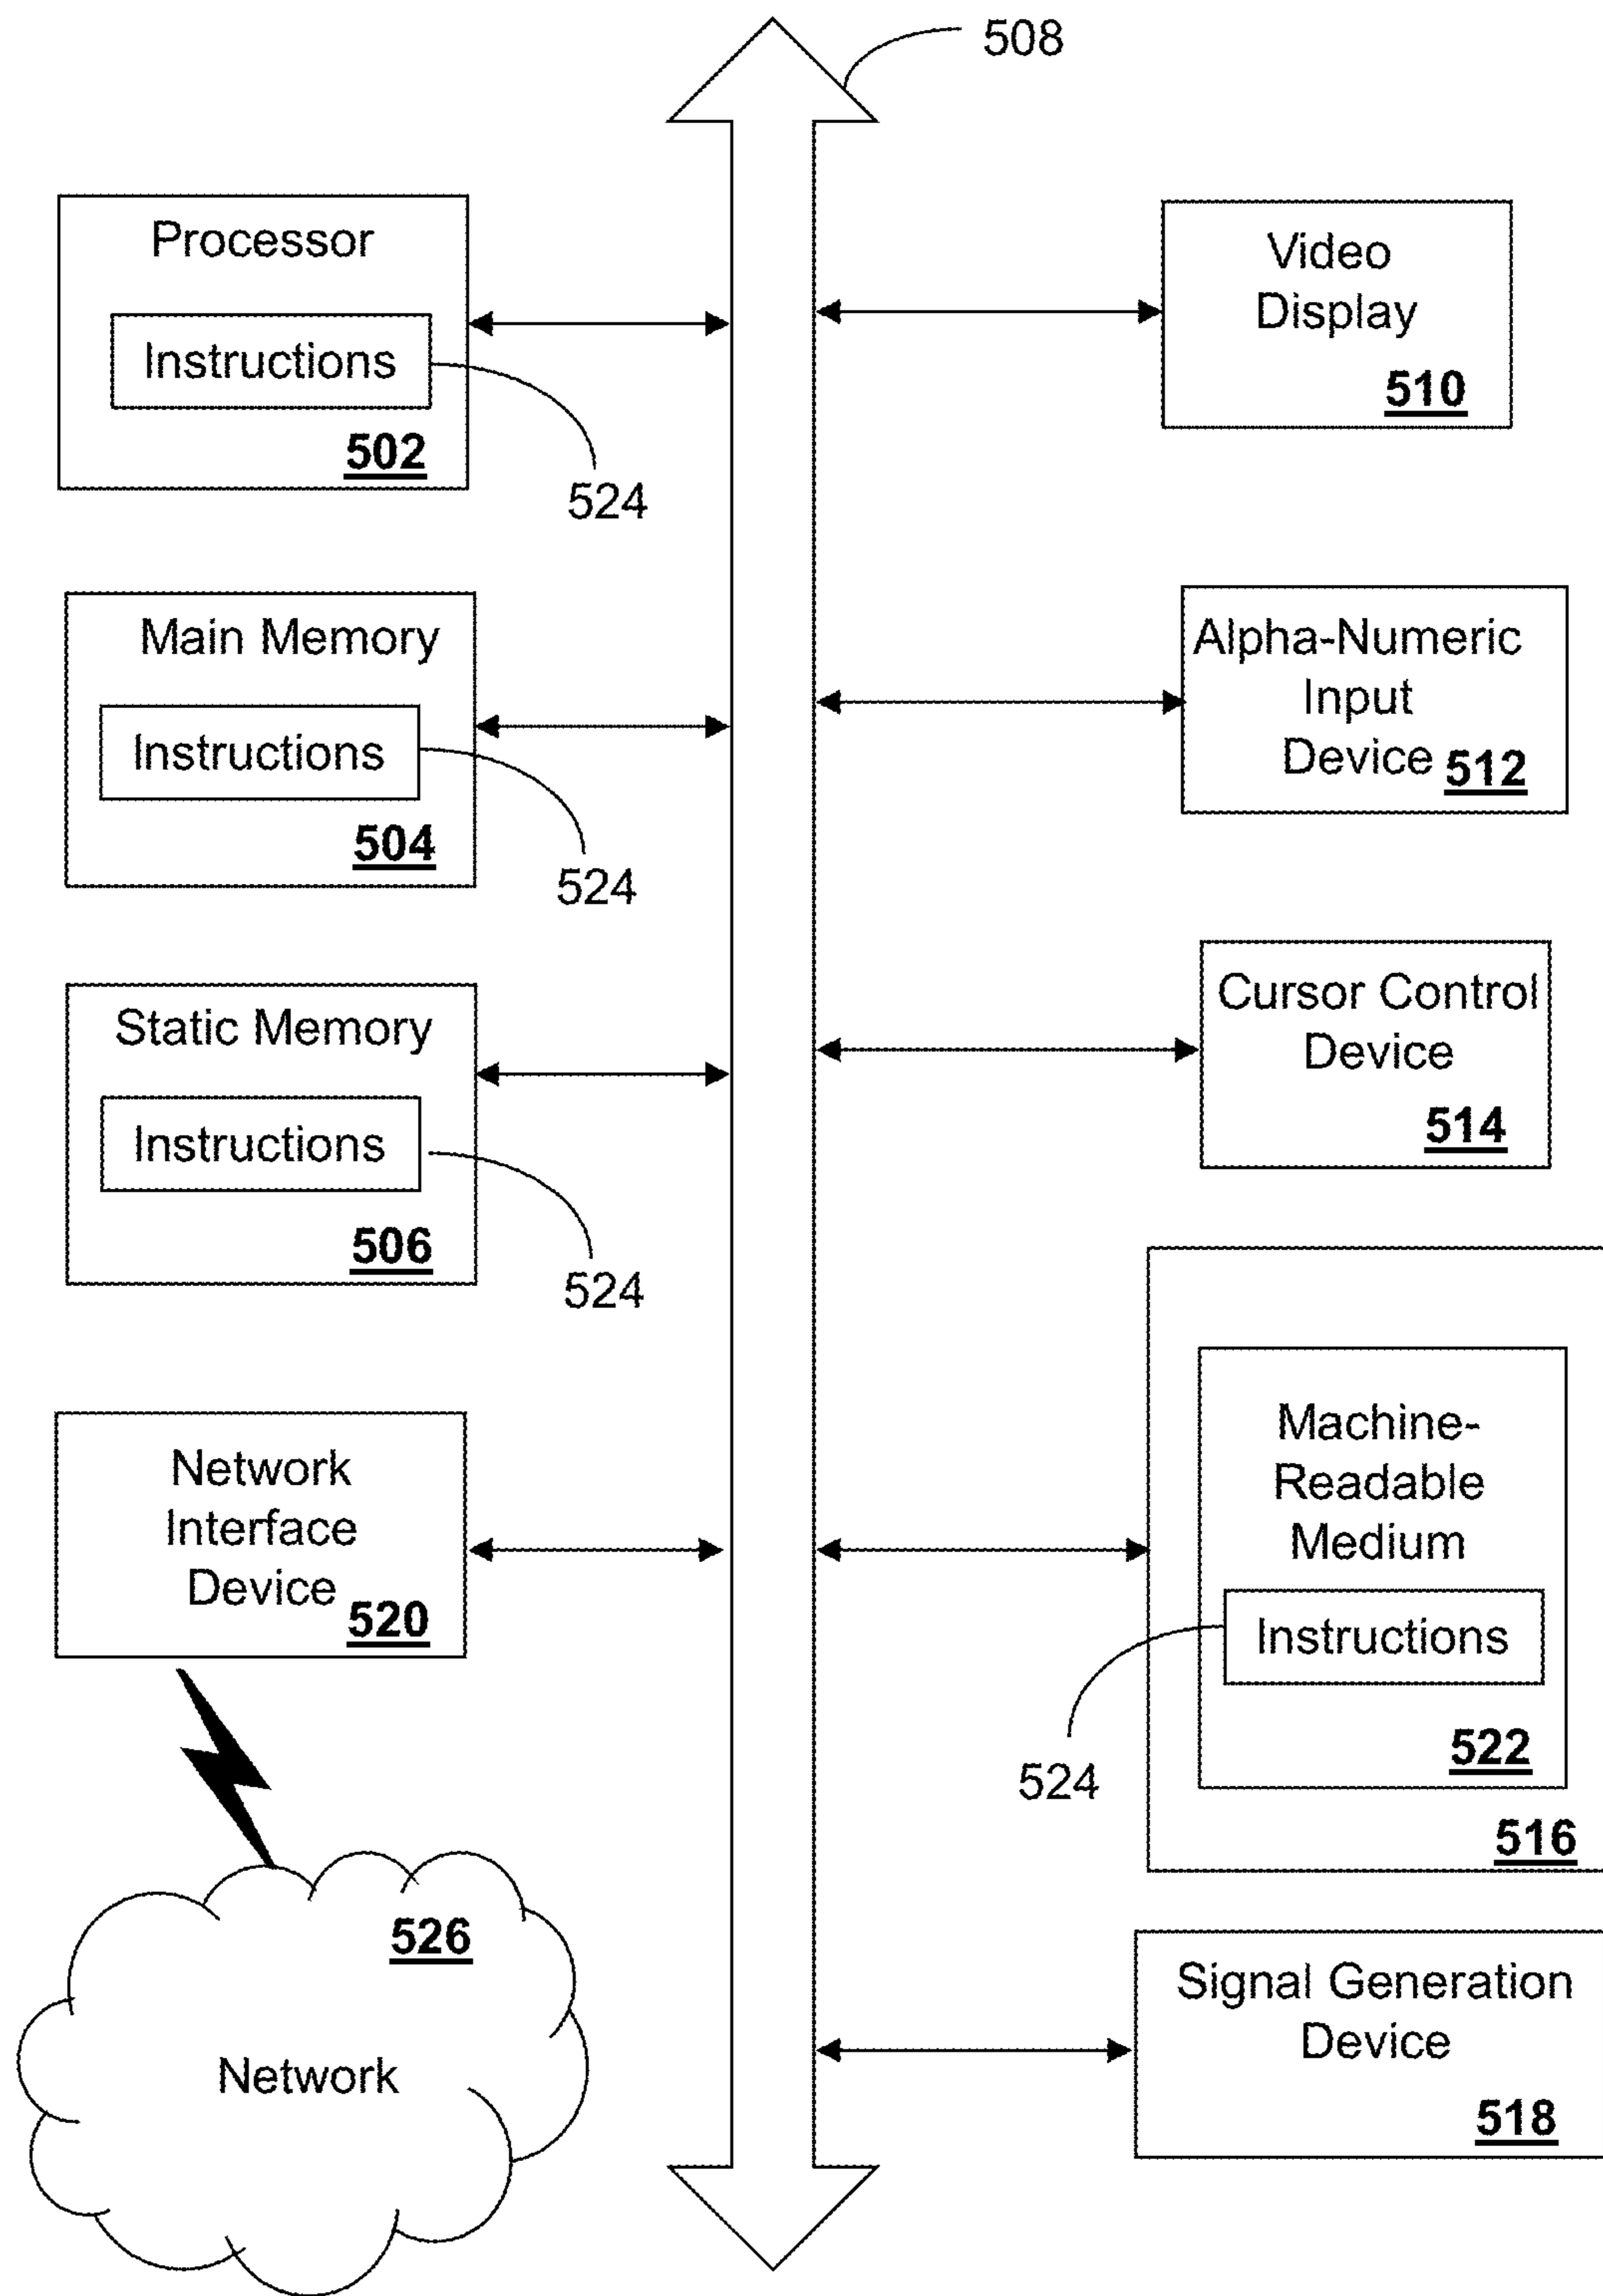 508
Processor
Instructions
502
524
Main Memory
Instructions
504
524
Static Memory
Instructions
506
524
Network
Interface
Device
520
526
Network
Video
Display
510
Alpha-Numeric
Input
Device 512
Cursor Control
Device
514
Machine-
Readable
Medium
Instructions
522
524
516
Signal Generation
Device
518